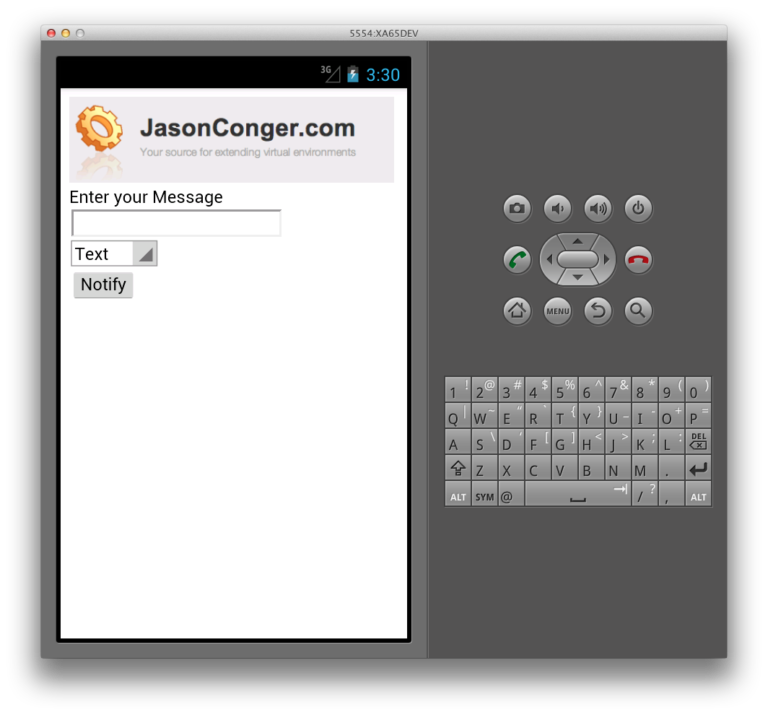 5554:XA65DEV
3G 3:30
JasonConger.com
Your source for extending virtual environments
Enter your Message
Text
Notify
MENU
1 ! 2 @ 3 # 4 $ 5 % 6 ^ 7 & 8 * 9 ( 0 )
Q | W ~ E " R ` T { Y } U _ I - O + P =
A S \ D ' F [ G ] H < J > K ; L : DEL
Z X C V B N M .
ALT SYM @ / ? , ALT